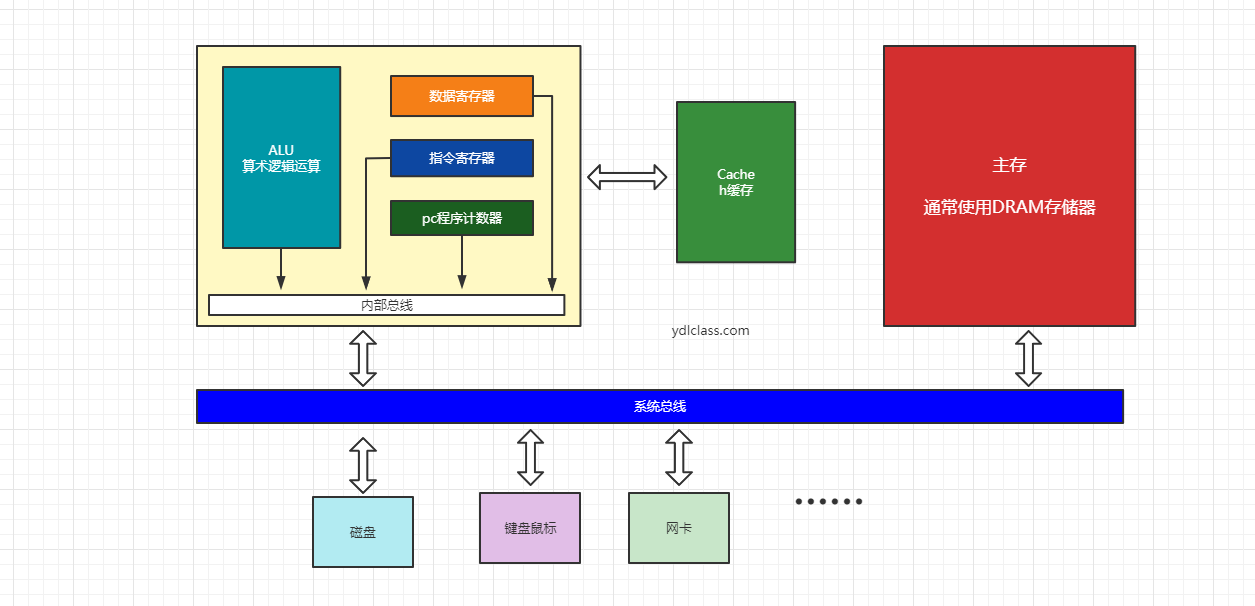 数据寄存器
ALU
算术逻辑运算
指令寄存器
pc程序计数器
内部总线
Cache
h缓存
主存
通常使用DRAM存储器
ydlclass.com
系统总线
磁盘
键盘鼠标
网卡
••••••